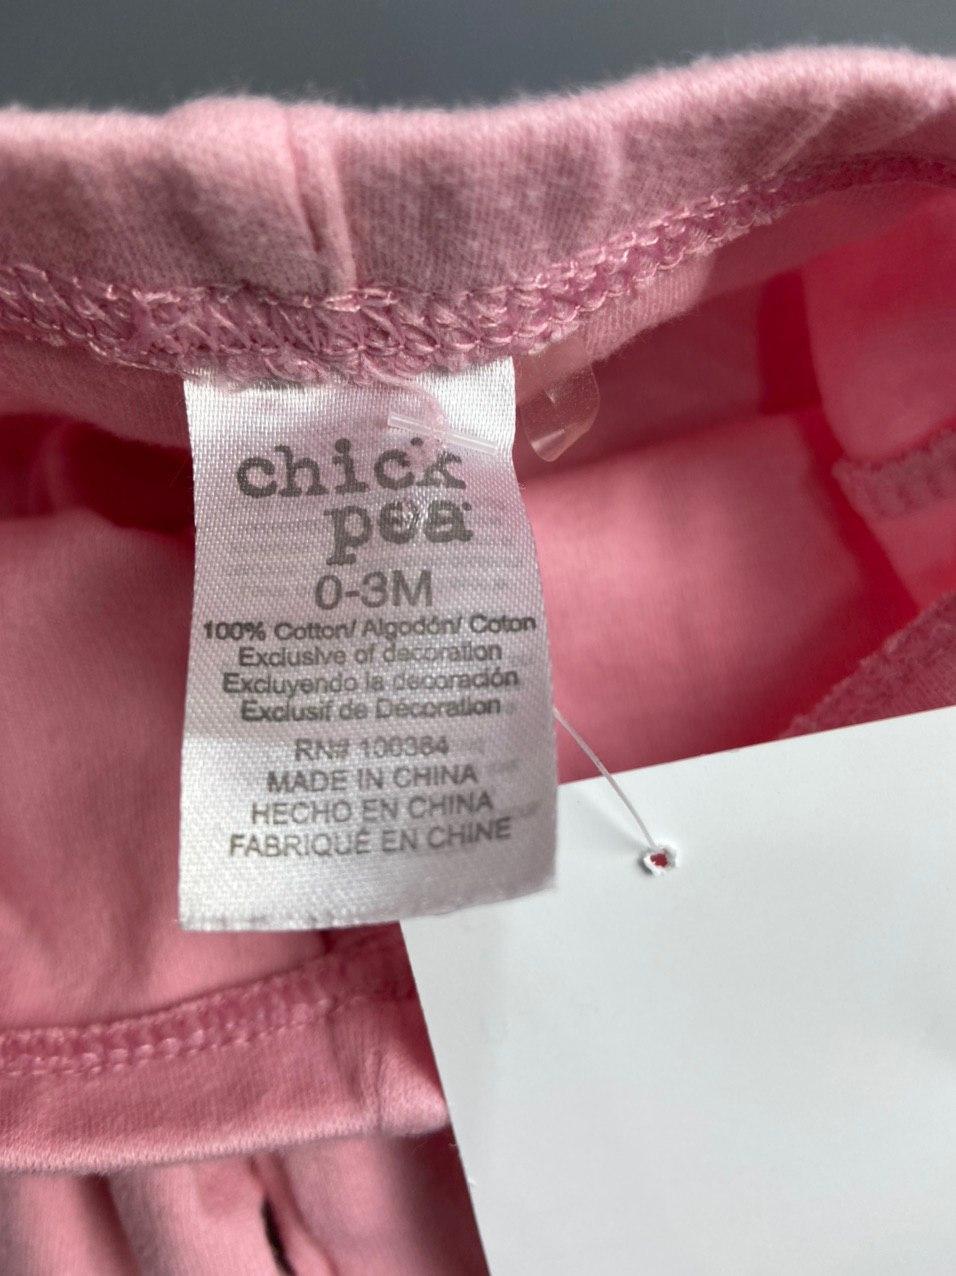 chick
pea
0-3M
100% Cotton/ Algodón/ Coton
Exclusive of decoration
Excluyendo la decoración
Exclusif de Décoration
RN# 100384
MADE IN CHINA
HECHO EN CHINA
FABRIQUÉ EN CHINE